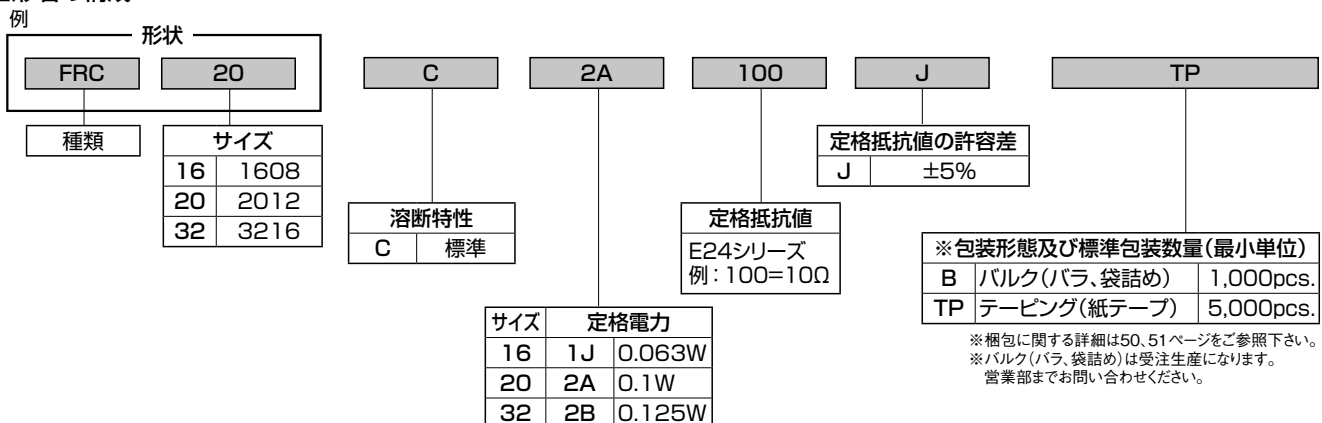 例
形状
FRC 20 C 2A 100 J TP
種類
サイズ
16 1608
20 2012
32 3216
溶断特性
C 標準
サイズ 定格電力
16 1J 0.063W
20 2A 0.1W
32 2B 0.125W
定格抵抗値
E24シリーズ
例：100=10Ω
定格抵抗値の許容差
J ±5%
※包装形態及び標準包装数量(最小単位)
B バルク(バラ、袋詰め) 1,000pcs.
TP テーピング(紙テープ) 5,000pcs.
※梱包に関する詳細は50、51ページをご参照下さい。
※バルク(バラ、袋詰め)は受注生産になります。
営業部までお問い合わせください。